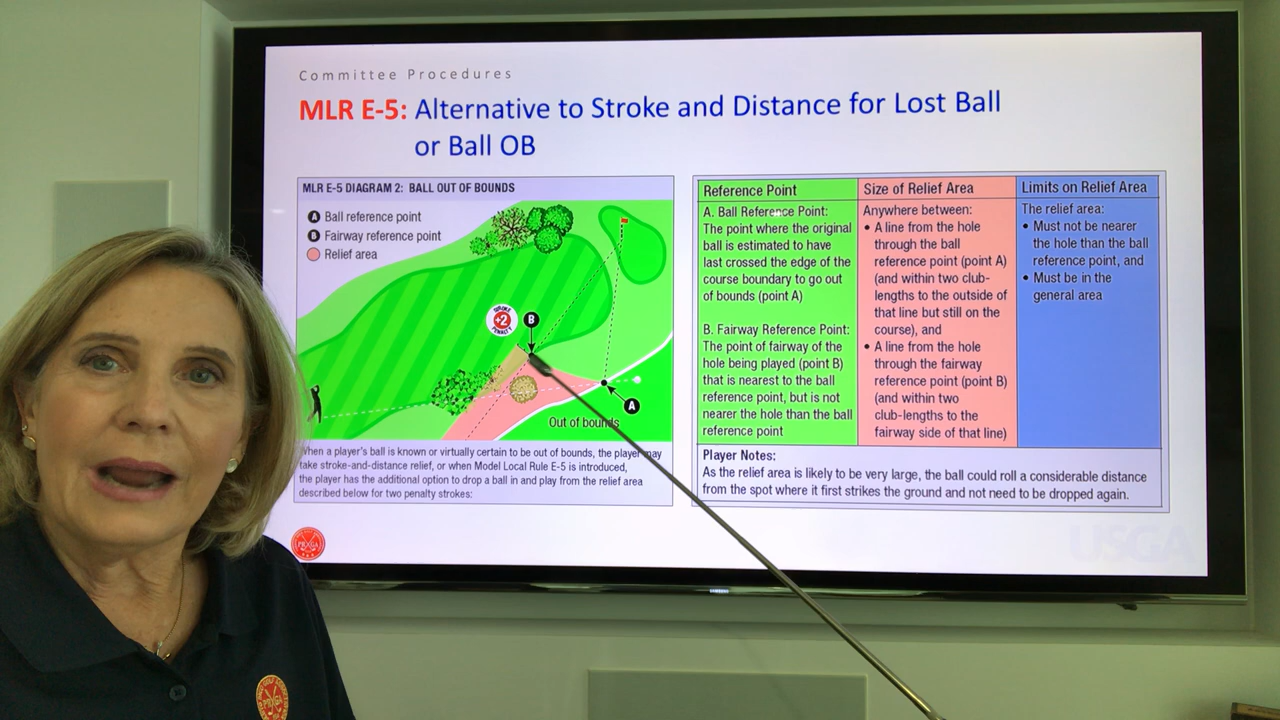 Committee Procedures
MLR E-5: Alternative to Stroke and Distance for Lost Ball
or Ball OB
MLR E-5 DIAGRAM 2: BALL OUT OF BOUNDS
A Ball reference point
B Fairway reference point
Relief area
STROKE
+2
PENALTY
B
A
Out of bounds
When a player's ball is known or virtually certain to be out of bounds, the player may
take stroke-and-distance relief, or when Model Local Rule E-5 is introduced,
the player has the additional option to drop a ball in and play from the relief area
described below for two penalty strokes:
Reference Point
A. Ball Reference Point:
The point where the original
ball is estimated to have
last crossed the edge of the
course boundary to go out
of bounds (point A)
B. Fairway Reference Point:
The point of fairway of the
hole being played (point B)
that is nearest to the ball
reference point, but is not
nearer the hole than the ball
reference point
Size of Relief Area
Anywhere between:
• A line from the hole
through the ball
reference point (point A)
(and within two club-
lengths to the outside of
that line but still on the
course), and
• A line from the hole
through the fairway
reference point (point B)
(and within two
club-lengths to the
fairway side of that line)
Limits on Relief Area
The relief area:
• Must not be nearer
the hole than the ball
reference point, and
• Must be in the
general area
Player Notes:
As the relief area is likely to be very large, the ball could roll a considerable distance
from the spot where it first strikes the ground and not need to be dropped again.
USGA